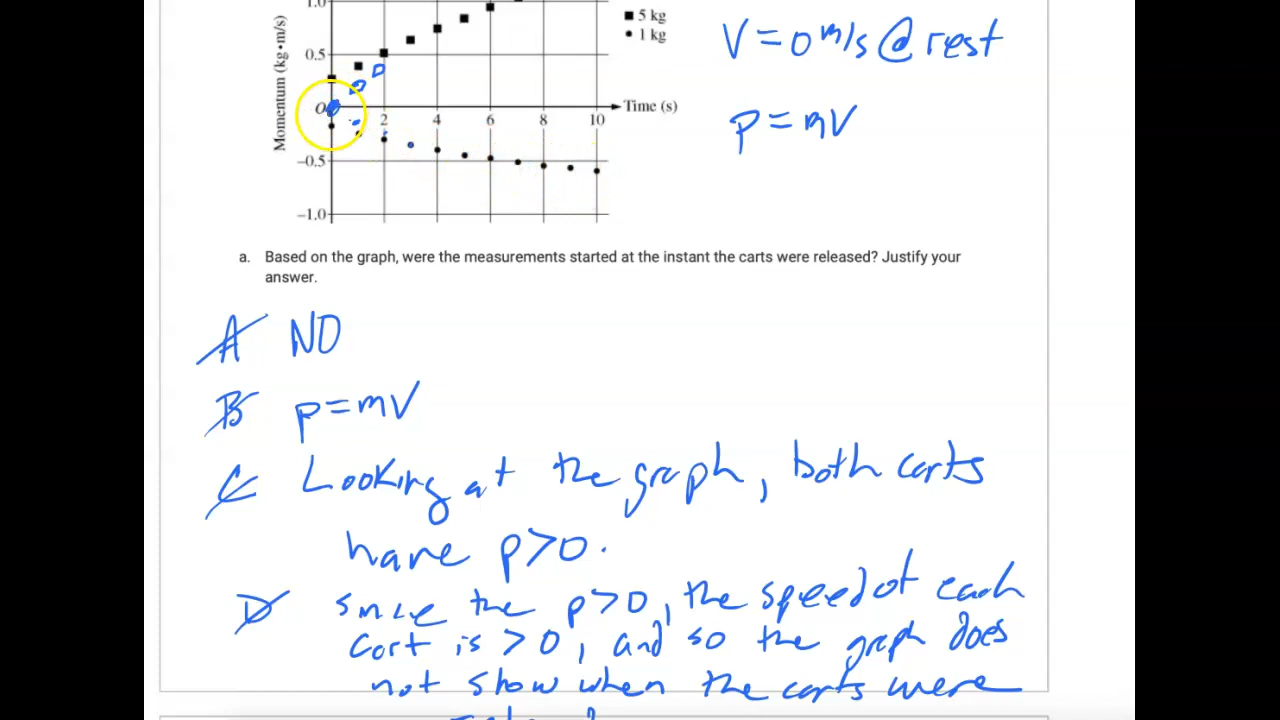 1.0
5 kg
1 kg
V = 0 m/s @ rest
Momentum (kg•m/s)
0.5
O
2 4 6 8 10
Time (s)
p = mV
-0.5
-1.0
a. Based on the graph, were the measurements started at the instant the carts were released? Justify your
answer.
A NO
B p=mV
C Looking at the graph, both carts
have p>0.
D since the p>0, the speed of each
cart is >0, and so the graph does
not show when the carts were